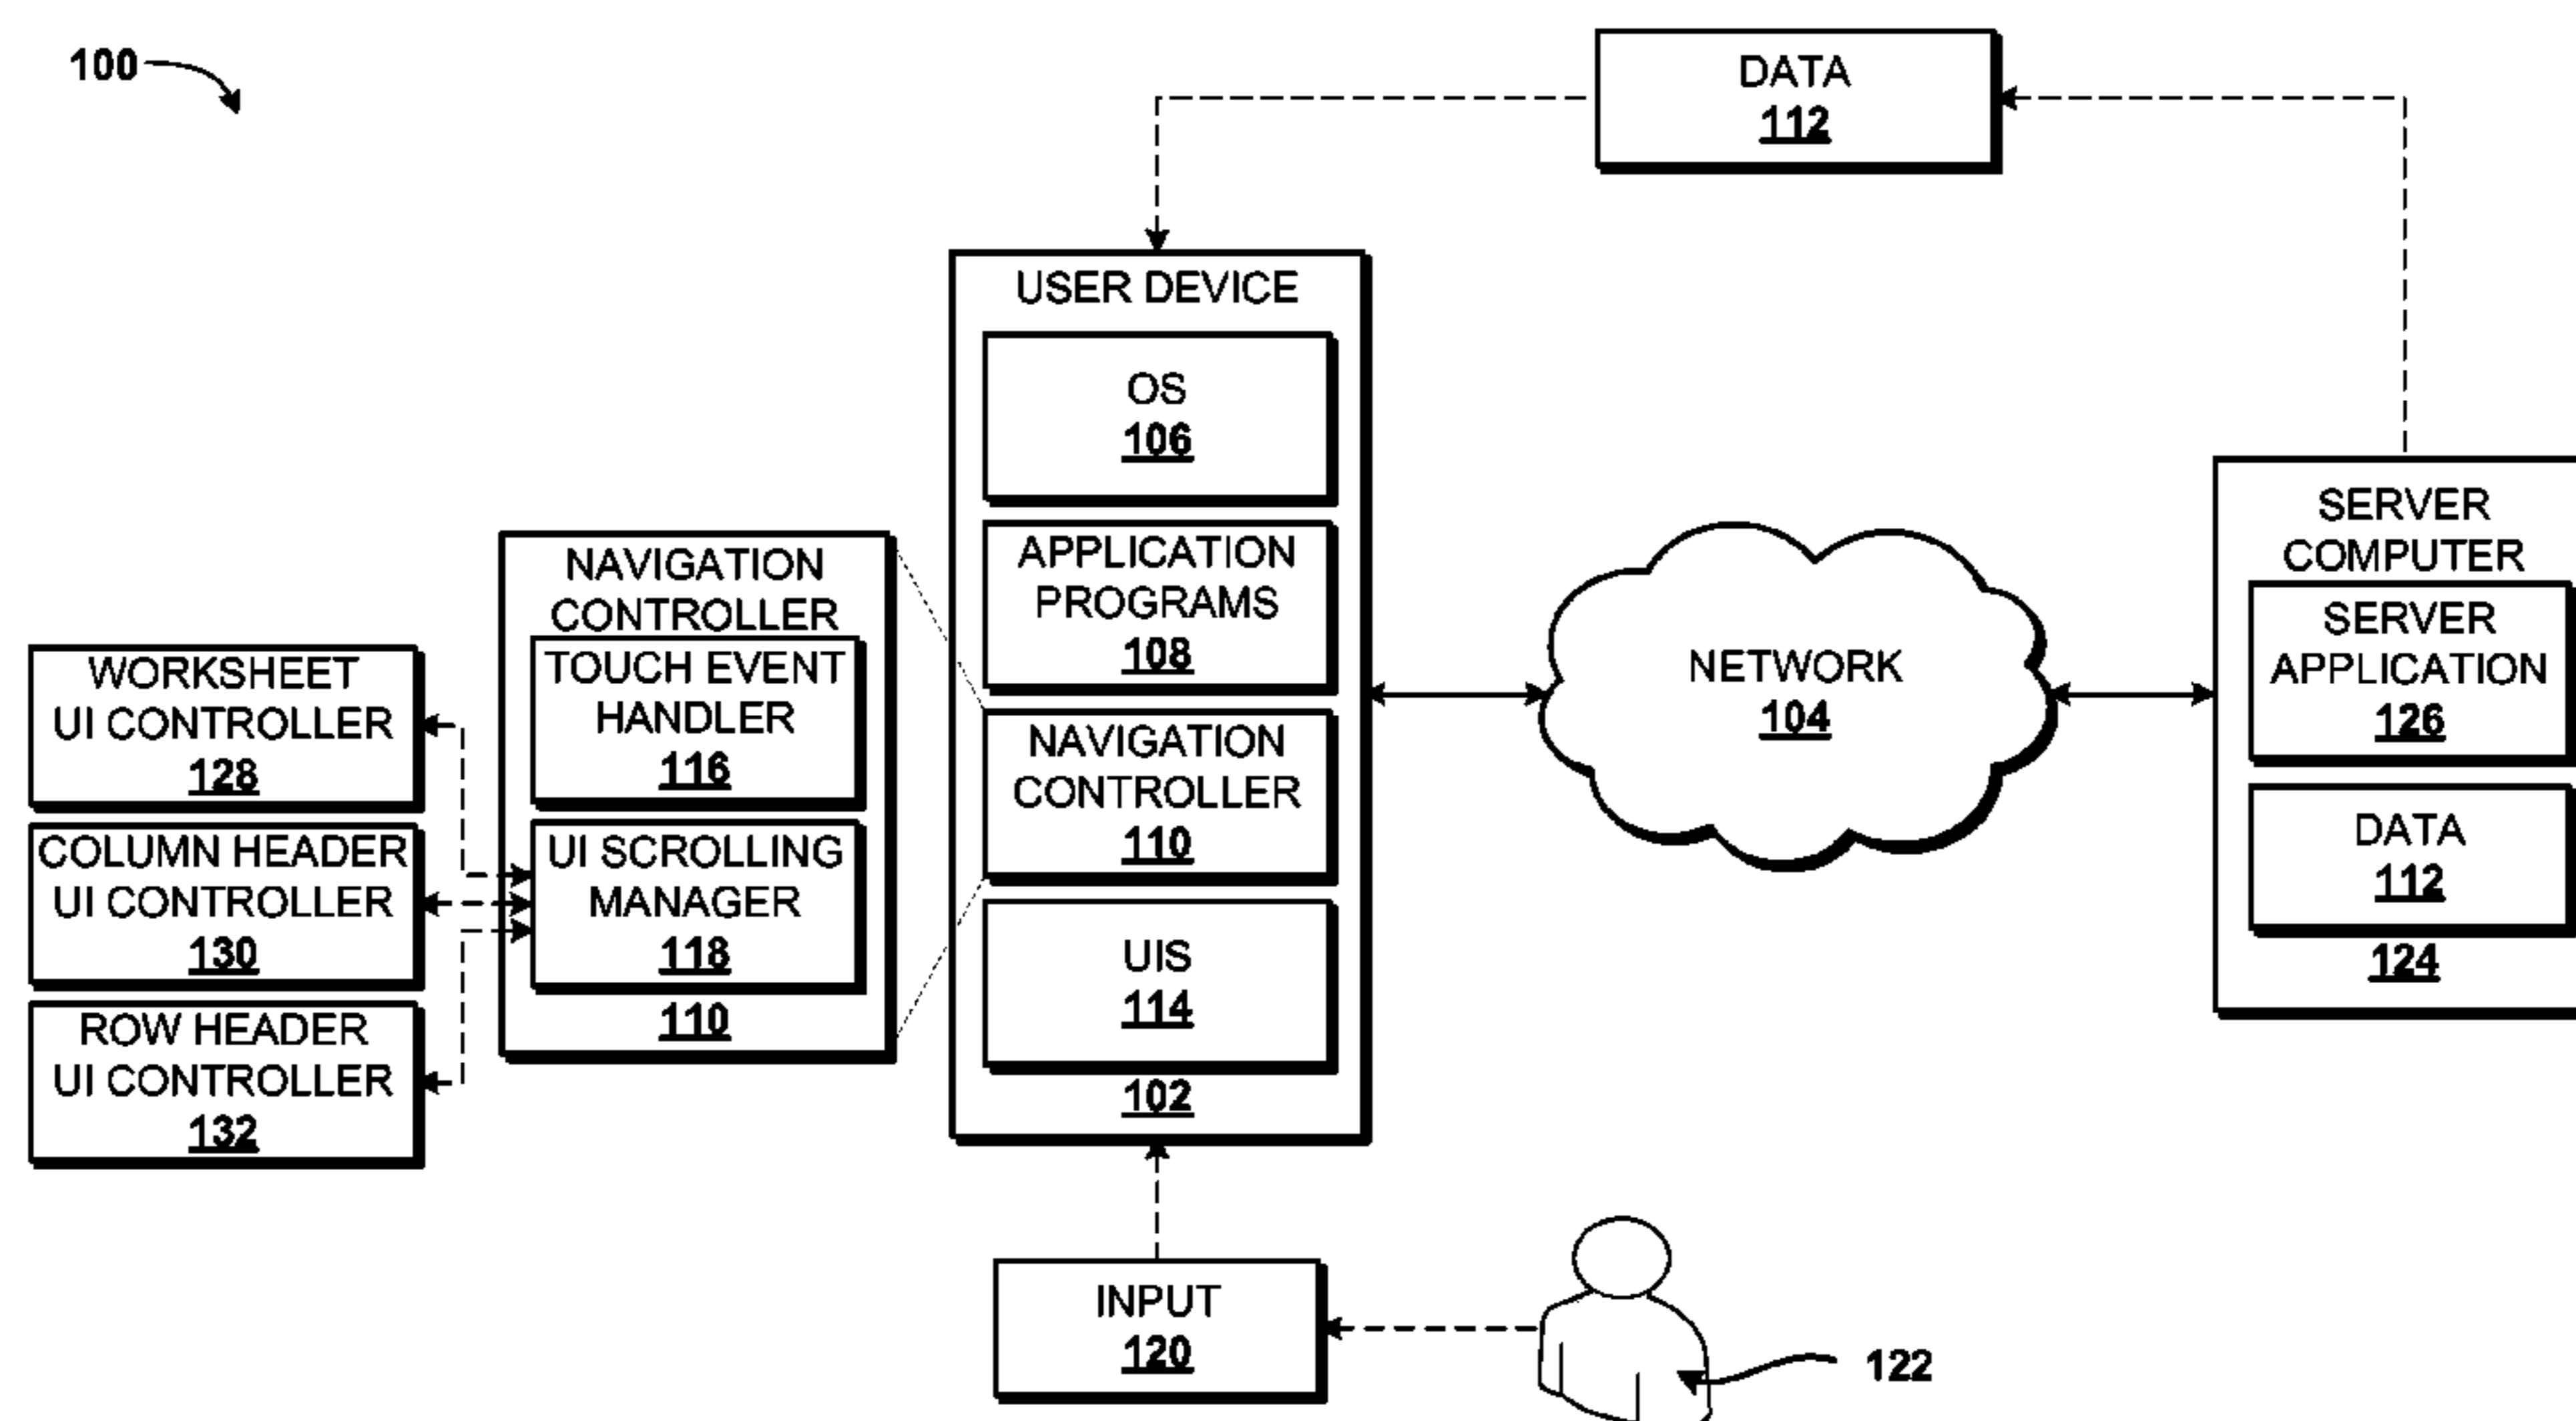 100
DATA
112
USER DEVICE
OS
106
APPLICATION
PROGRAMS
108
NAVIGATION
CONTROLLER
110
UIS
114
102
NAVIGATION
CONTROLLER
TOUCH EVENT
HANDLER
116
UI SCROLLING
MANAGER
118
110
WORKSHEET
UI CONTROLLER
128
COLUMN HEADER
UI CONTROLLER
130
ROW HEADER
UI CONTROLLER
132
NETWORK
104
SERVER
COMPUTER
SERVER
APPLICATION
126
DATA
112
124
INPUT
120
122